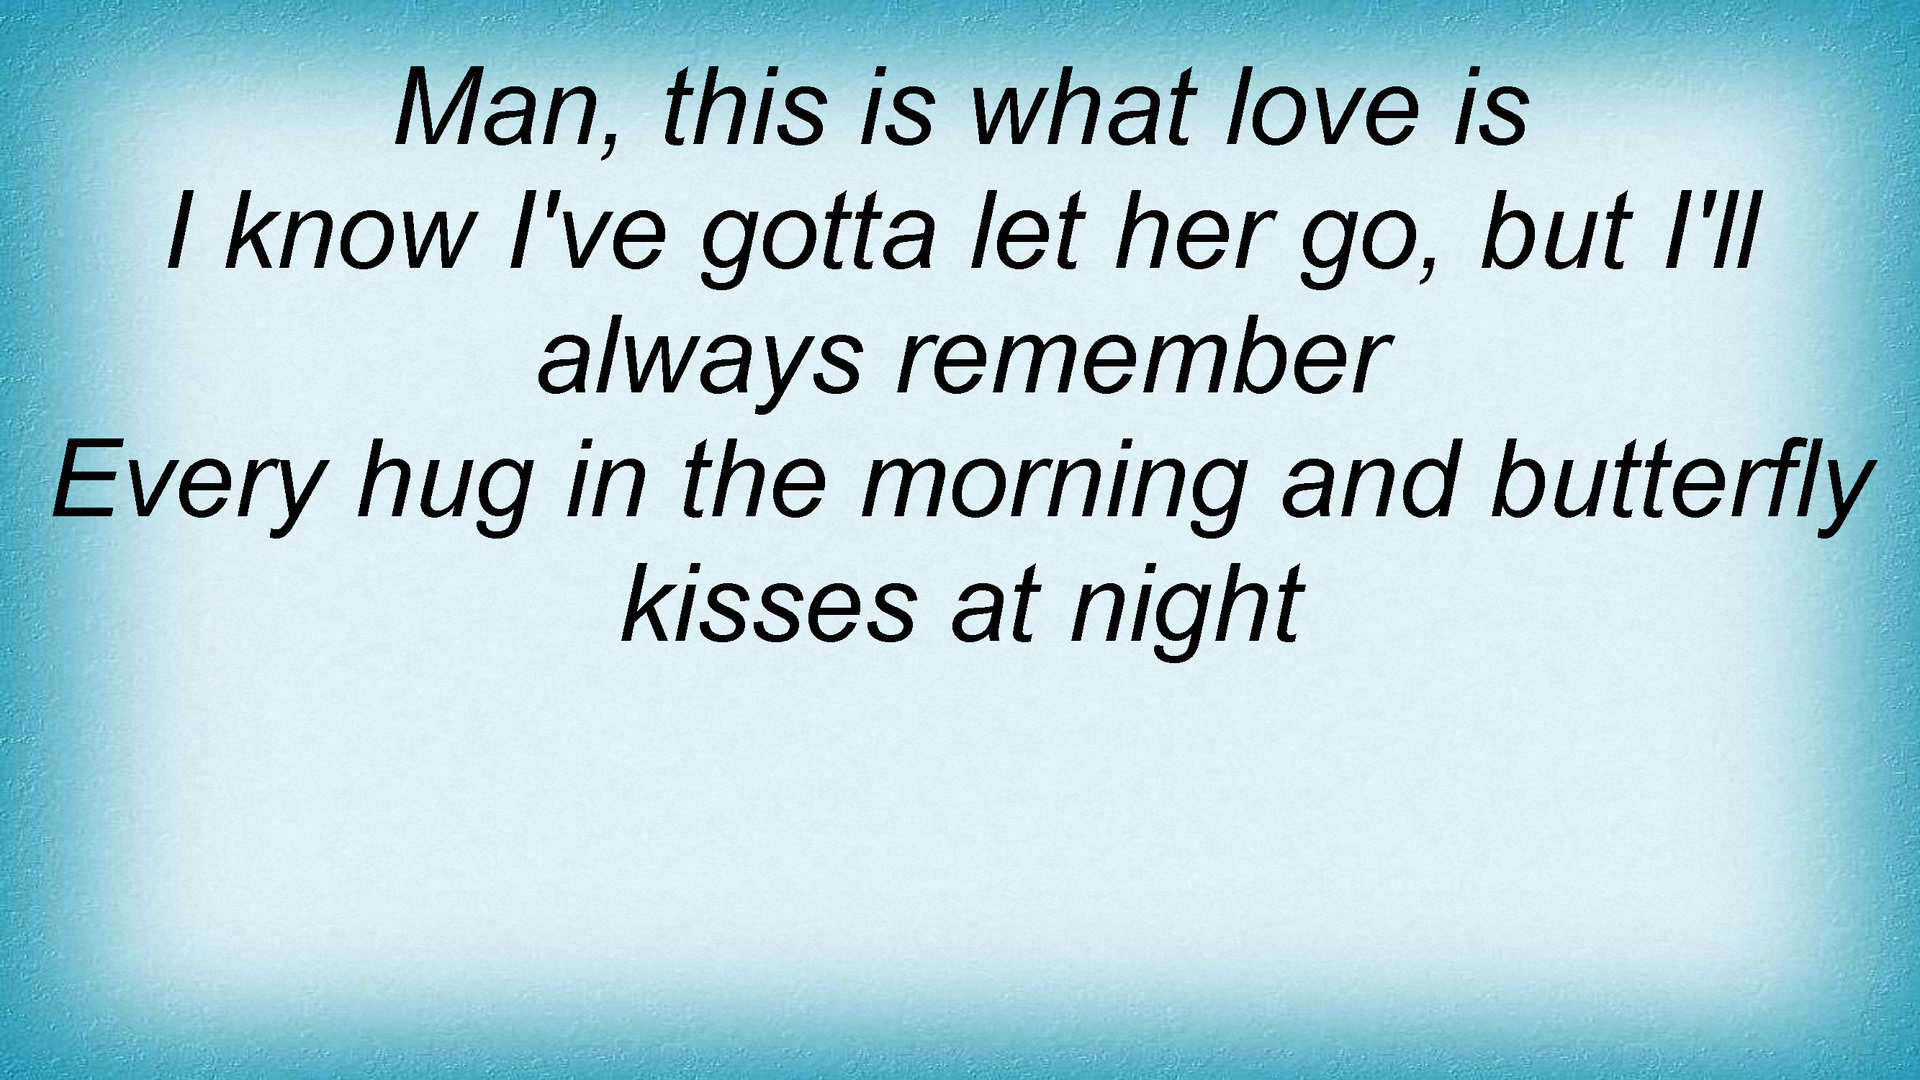 Man, this is what love is
I know I've gotta let her go, but I'll
always remember
Every hug in the morning and butterfly
kisses at night